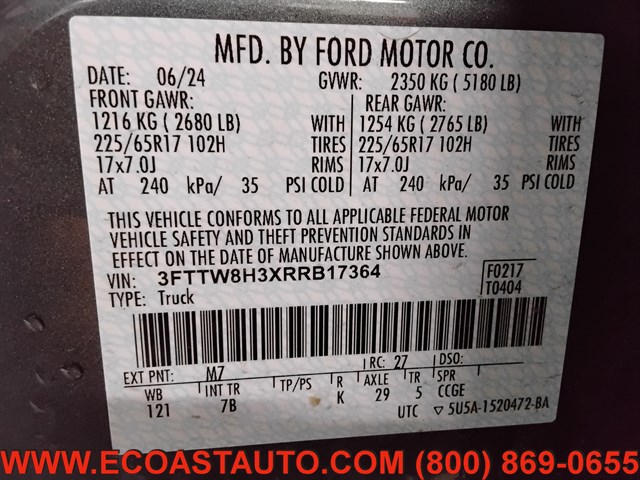 MFD. BY FORD MOTOR CO.
DATE: 06/24 GVWR: 2350 KG ( 5180 LB)
FRONT GAWR: REAR GAWR:
1216 KG ( 2680 LB) WITH 1254 KG ( 2765 LB) WITH
225/65R17 102H TIRES 225/65R17 102H TIRES
17x7.0J RIMS 17x7.0J RIMS
AT 240 kPa/ 35 PSI COLD AT 240 kPa/ 35 PSI COLD
THIS VEHICLE CONFORMS TO ALL APPLICABLE FEDERAL MOTOR
VEHICLE SAFETY AND THEFT PREVENTION STANDARDS IN
EFFECT ON THE DATE OF MANUFACTURE SHOWN ABOVE.
VIN: 3FTTW8H3XRRB17364 F0217
TYPE: Truck T0404
EXT PNT: M7 RC: 27 DSO:
WB INT TR TP/PS R AXLE TR SPR
121 7B K 29 5 CCGE
UTC ▽ 5U5A-1520472-BA
WWW.ECOASTAUTO.COM (800) 869-0655